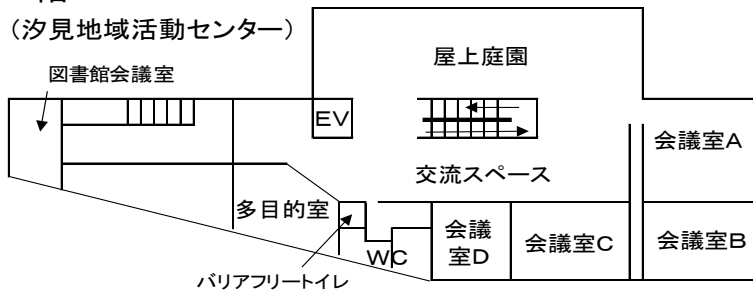 (汐見地域活動センター)
屋上庭園
図書館会議室
EV
会議室A
交流スペース
多目的室
会議
室D
会議室C
会議室B
WC
バリアフリートイレ